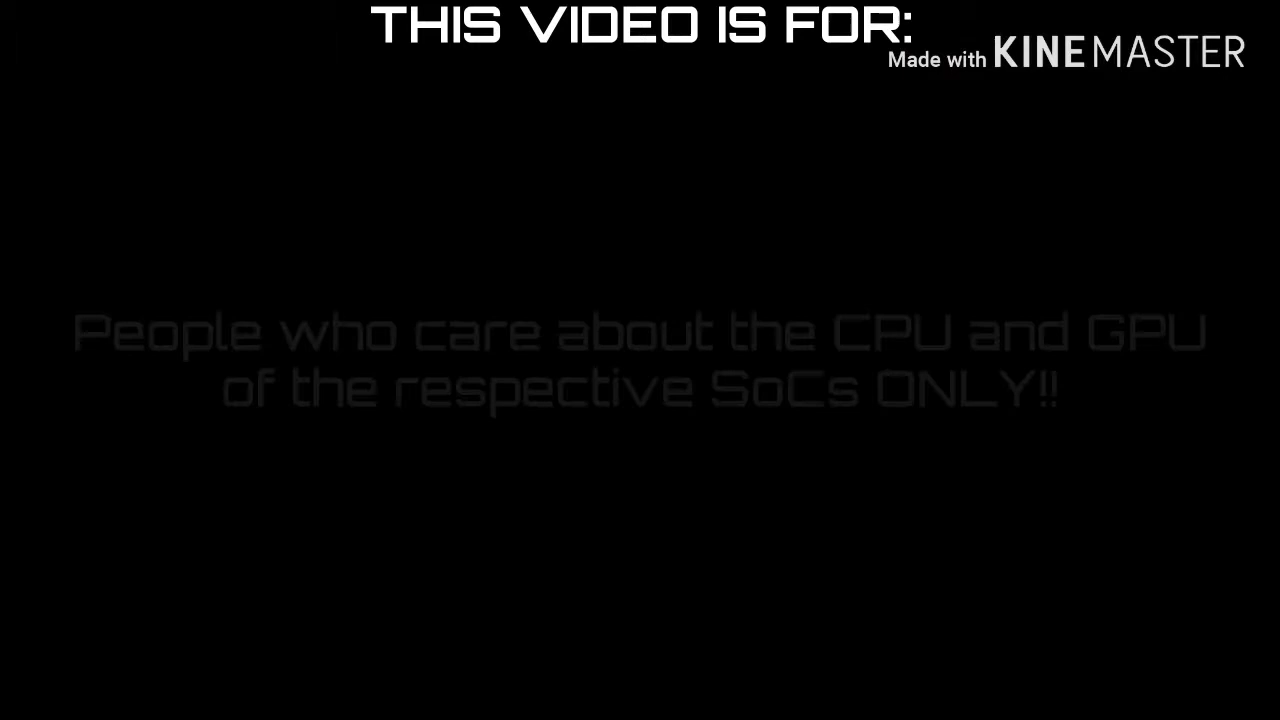 THIS VIDEO IS FOR:
Made with KINEMASTER
People who care about the CPU and GPU
of the respective SoCs ONLY!!